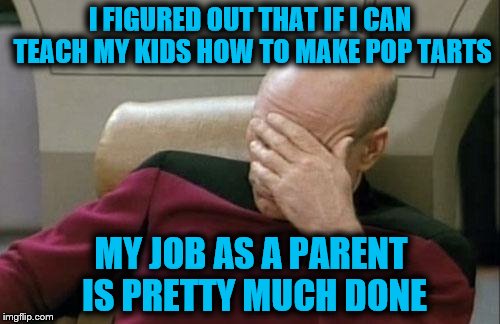 I FIGURED OUT THAT IF I CAN
TEACH MY KIDS HOW TO MAKE POP TARTS
MY JOB AS A PARENT
IS PRETTY MUCH DONE
imgflip.com